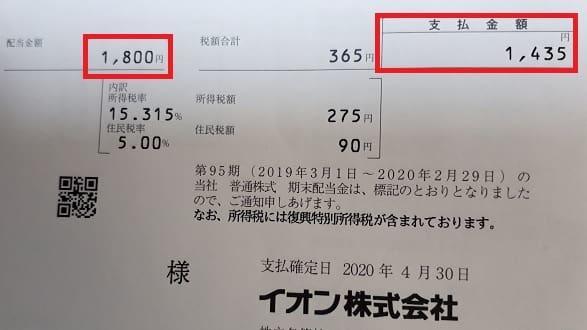 支払金額
配当金額 1,800円
税額合計 365円
円
1,435
内訳
所得税率
15.315%
住民税率
5.00%
所得税額 275円
住民税額 90円
第95期(2019年3月1日～2020年2月29日)の
当社 普通株式 期末配当金は、標記のとおりとなりました
ので、ご通知申しあげます。
なお、所得税には復興特別所得税が含まれております。
様
支払確定日 2020年 4月30日
イオン株式会社